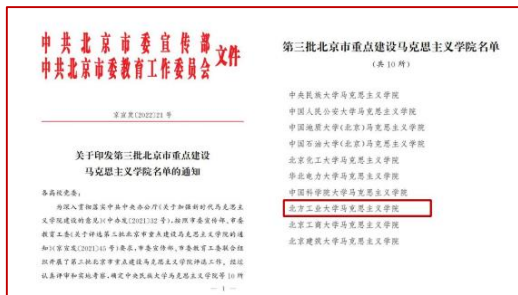 中共北京市委宣传部
中共北京市委教育工作委员会
文件
京宣发〔2022〕21 号
关于印发第三批北京市重点建设
马克思主义学院名单的通知
各高校党委：
为深入贯彻落实中共中央办公厅《关于加强新时代马克思主
义学院建设的意见》（中办发〔2021〕32 号），按照市委宣传部、市委
教育工委《关于评选第三批北京市重点建设马克思主义学院的通
知》（京宣发〔2021〕45 号）要求，市委宣传部、市委教育工委联合组
织开展了第三批北京市重点建设马克思主义学院评选工作。经过
认真评审和实地考察，确定中央民族大学马克思主义学院等 10 所
— 1 —
第三批北京市重点建设马克思主义学院名单
（共 10 所）
中央民族大学马克思主义学院
中国人民公安大学马克思主义学院
中国地质大学（北京）马克思主义学院
中国石油大学（北京）马克思主义学院
北京化工大学马克思主义学院
华北电力大学马克思主义学院
中国科学院大学马克思主义学院
北方工业大学马克思主义学院
北京工商大学马克思主义学院
北京建筑大学马克思主义学院